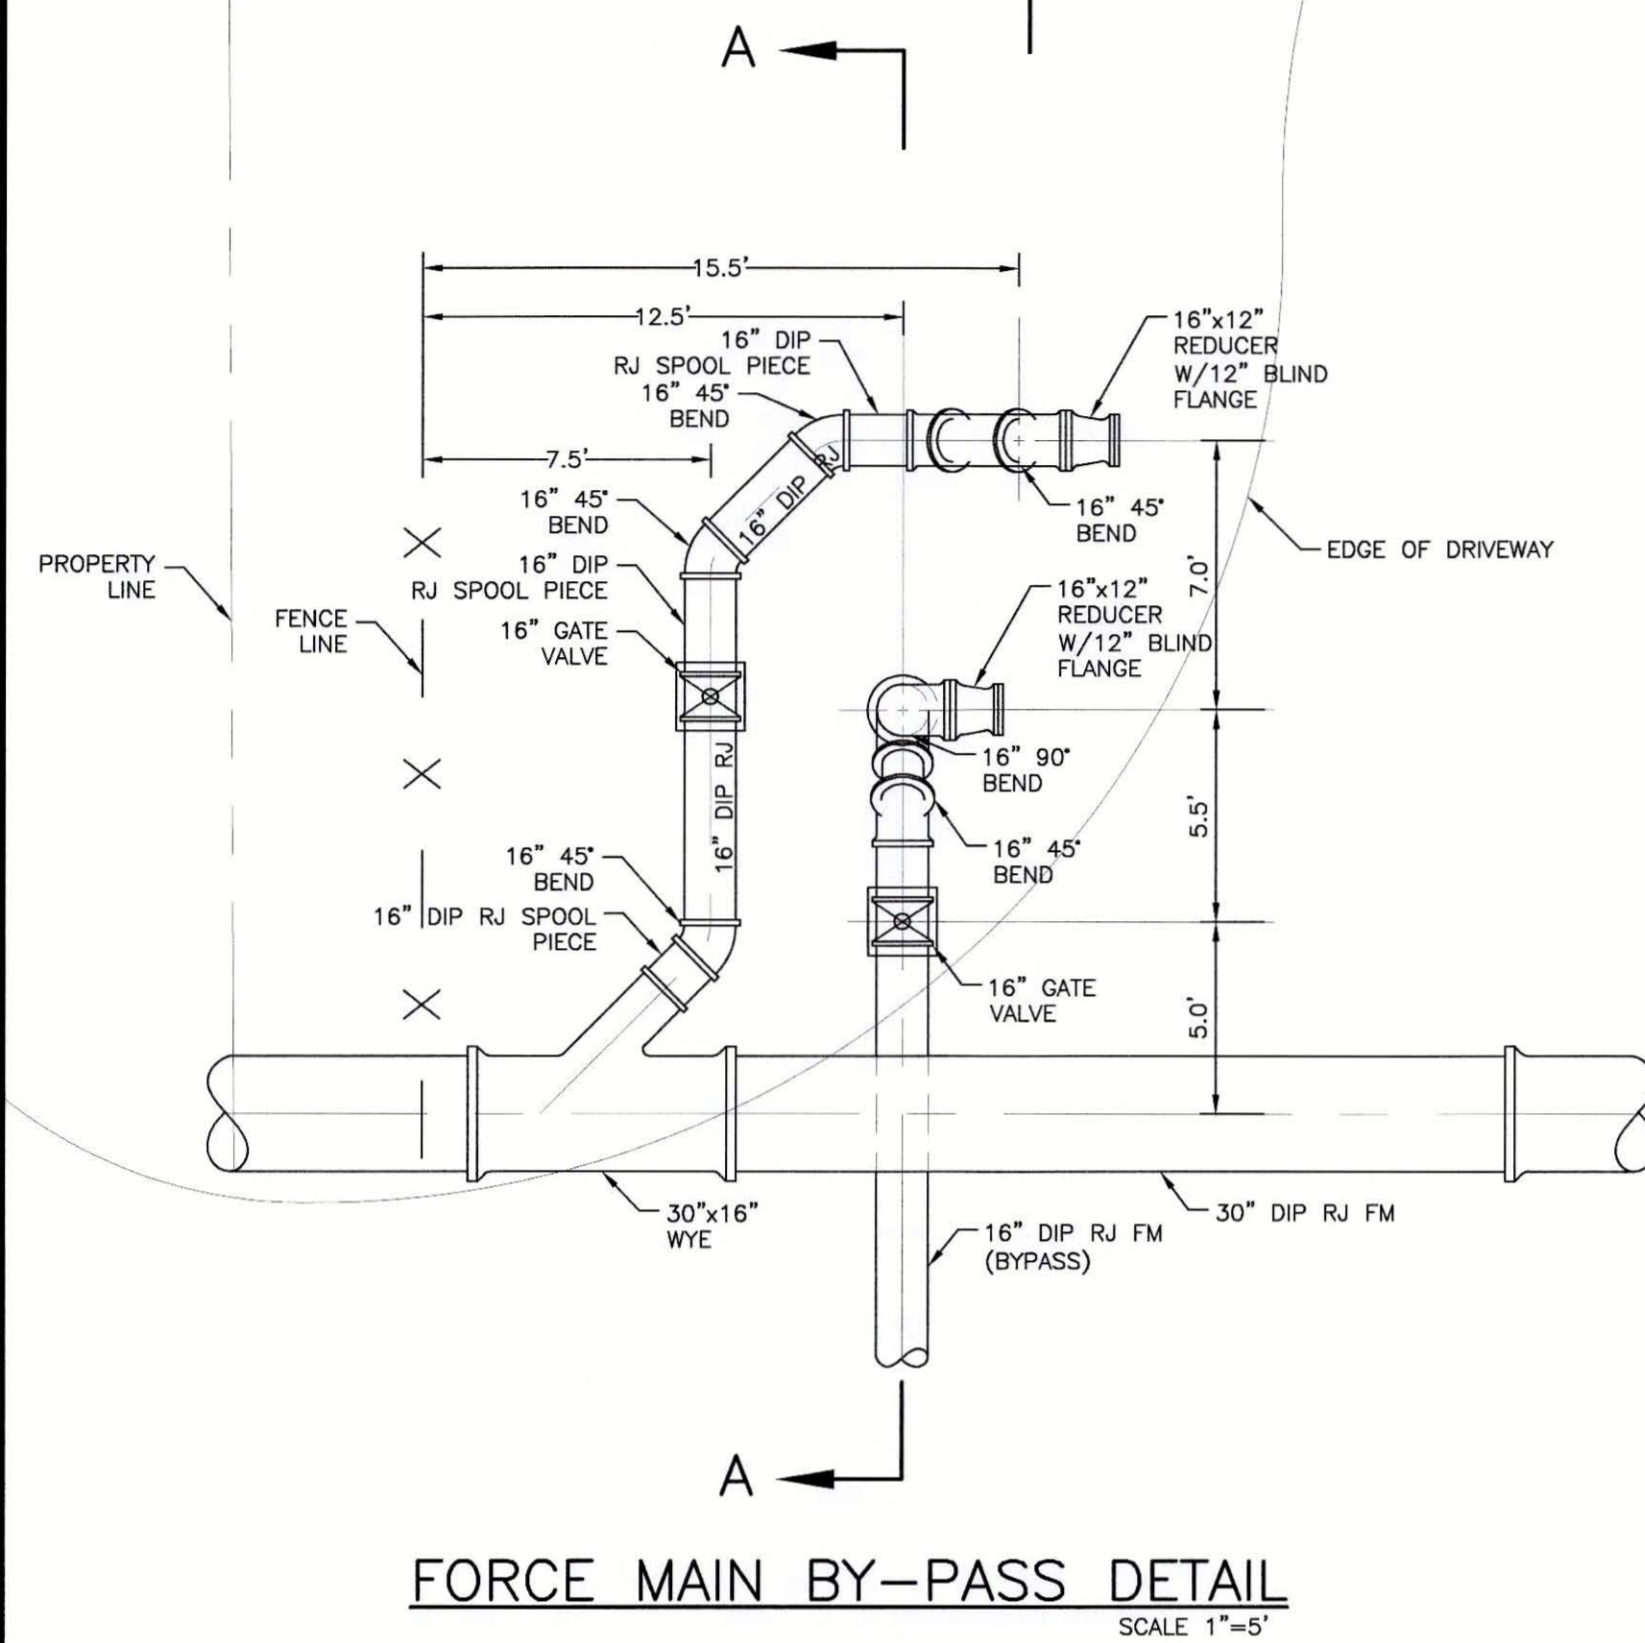 A
15.5'
12.5'
16" DIP
RJ SPOOL PIECE
16" 45°
BEND
16"x12"
REDUCER
W/12" BLIND
FLANGE
7.5'
16" DIP RJ
16" 45°
BEND
16" 45°
BEND
EDGE OF DRIVEWAY
PROPERTY
LINE
16" DIP
RJ SPOOL PIECE
7.0'
16"x12"
REDUCER
W/12" BLIND
FLANGE
FENCE
LINE
16" GATE
VALVE
16" DIP RJ
16" 90°
BEND
5.5'
16" 45°
BEND
16" 45°
BEND
16" DIP RJ SPOOL
PIECE
16" GATE
VALVE
5.0'
30"x16"
WYE
16" DIP RJ FM
(BYPASS)
30" DIP RJ FM
A
FORCE MAIN BY-PASS DETAIL
SCALE 1"=5'